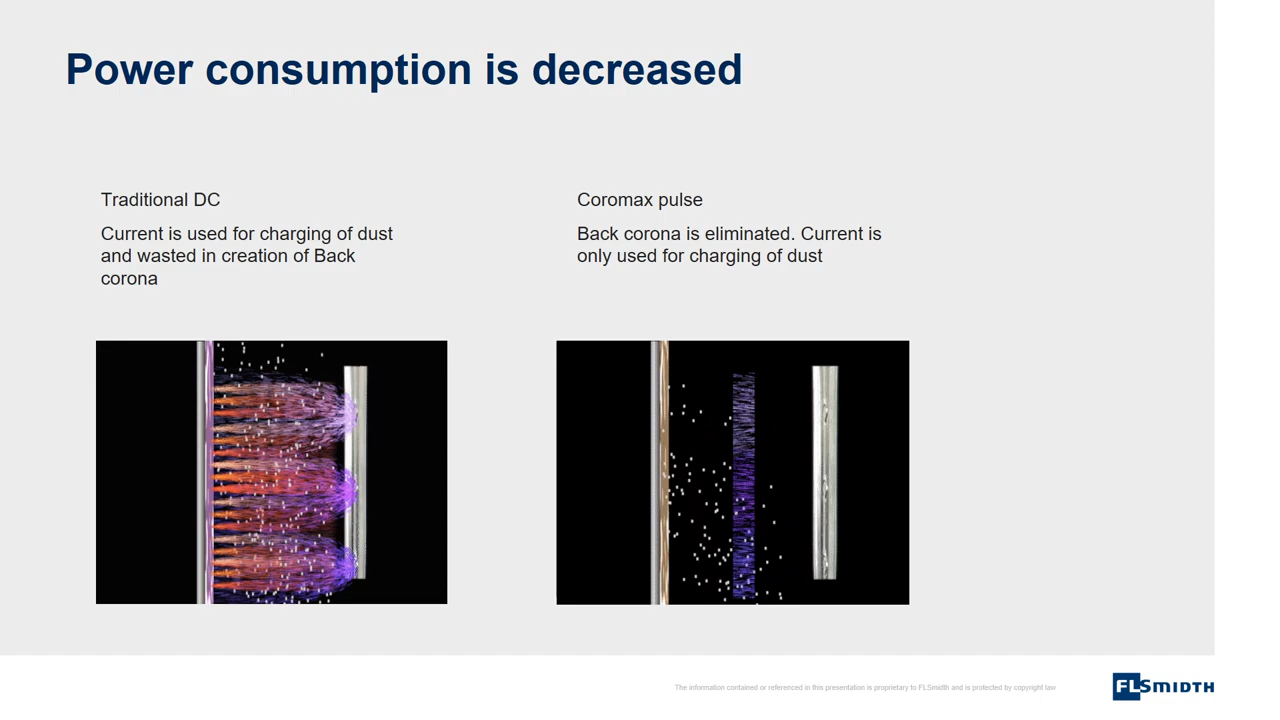 Power consumption is decreased
Traditional DC
Current is used for charging of dust
and wasted in creation of Back
corona
Coromax pulse
Back corona is eliminated. Current is
only used for charging of dust
The information contained or referenced in this presentation is proprietary to FLSmidth and is protected by copyright law
FLSMIDTH